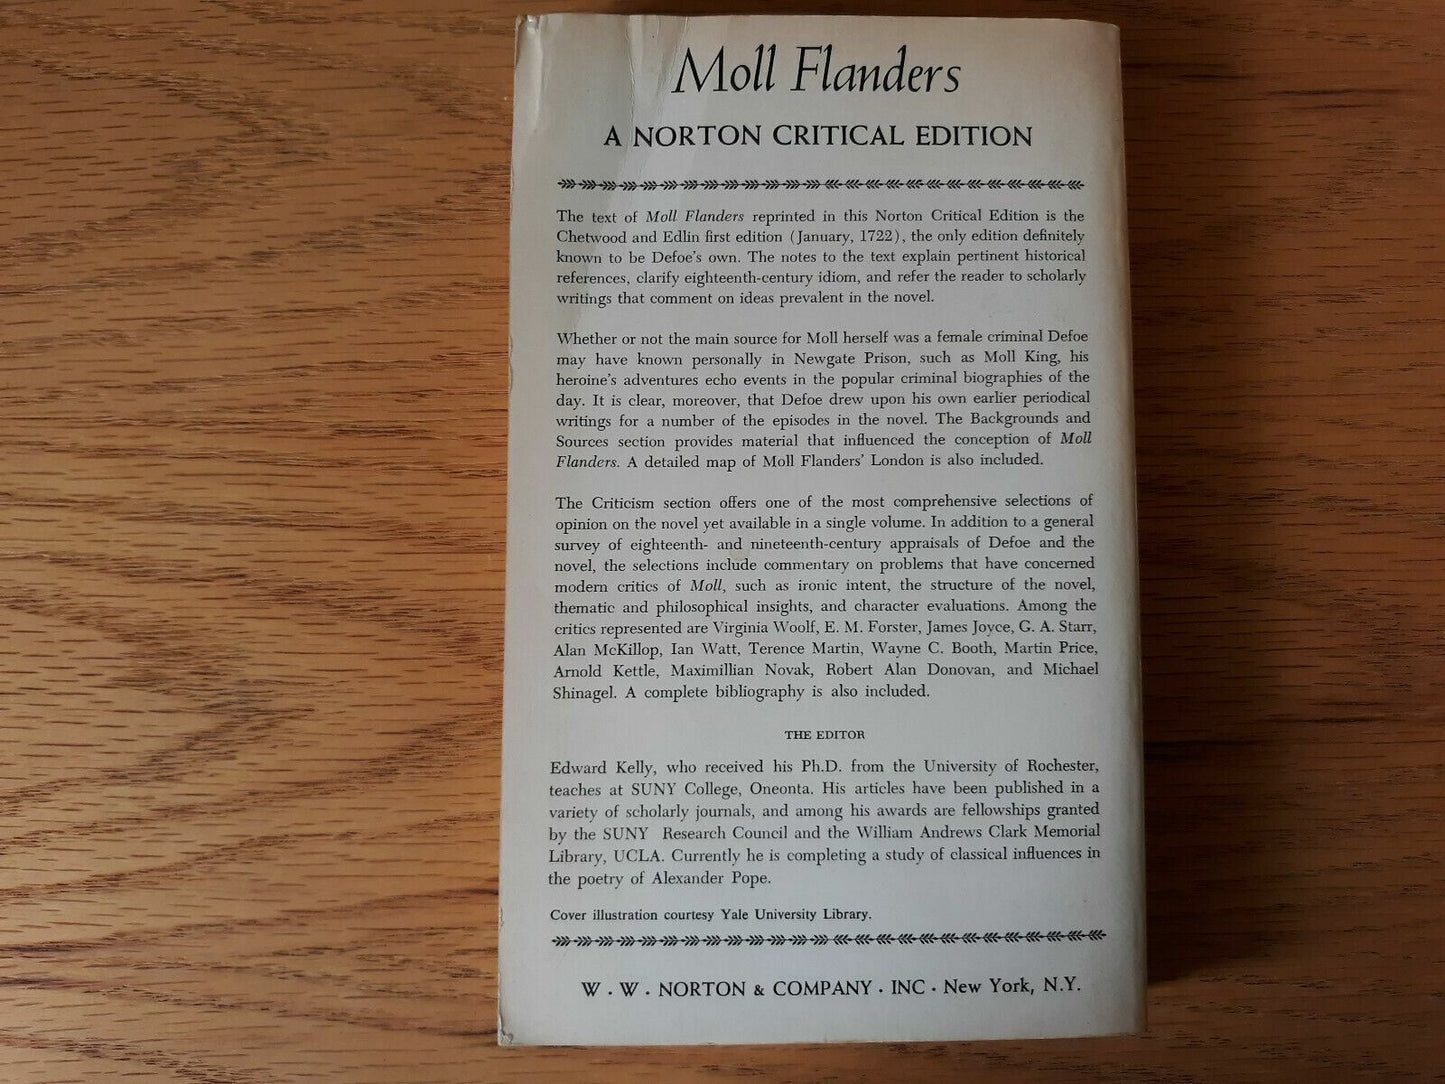 Moll Flanders
A NORTON CRITICAL EDITION
The text of Moll Flanders reprinted in this Norton Critical Edition is the
Chetwood and Edlin first edition (January, 1722), the only edition definitely
known to be Defoe's own. The notes to the text explain pertinent historical
references, clarify eighteenth-century idiom, and refer the reader to scholarly
writings that comment on ideas prevalent in the novel.
Whether or not the main source for Moll herself was a female criminal Defoe
may have known personally in Newgate Prison, such as Moll King, his
heroine's adventures echo events in the popular criminal biographies of the
day. It is clear, moreover, that Defoe drew upon his own earlier periodical
writings for a number of the episodes in the novel. The Backgrounds and
Sources section provides material that influenced the conception of Moll
Flanders. A detailed map of Moll Flanders' London is also included.
The Criticism section offers one of the most comprehensive selections of
opinion on the novel yet available in a single volume. In addition to a general
survey of eighteenth- and nineteenth-century appraisals of Defoe and the
novel, the selections include commentary on problems that have concerned
modern critics of Moll, such as ironic intent, the structure of the novel,
thematic and philosophical insights, and character evaluations. Among the
critics represented are Virginia Woolf, E. M. Forster, James Joyce, G. A. Starr,
Alan McKillop, Ian Watt, Terence Martin, Wayne C. Booth, Martin Price,
Arnold Kettle, Maximillian Novak, Robert Alan Donovan, and Michael
Shinagel. A complete bibliography is also included.
THE EDITOR
Edward Kelly, who received his Ph.D. from the University of Rochester,
teaches at SUNY College, Oneonta. His articles have been published in a
variety of scholarly journals, and among his awards are fellowships granted
by the SUNY Research Council and the William Andrews Clark Memorial
Library, UCLA. Currently he is completing a study of classical influences in
the poetry of Alexander Pope.
Cover illustration courtesy Yale University Library.
W · W · NORTON & COMPANY · INC · New York, N.Y.